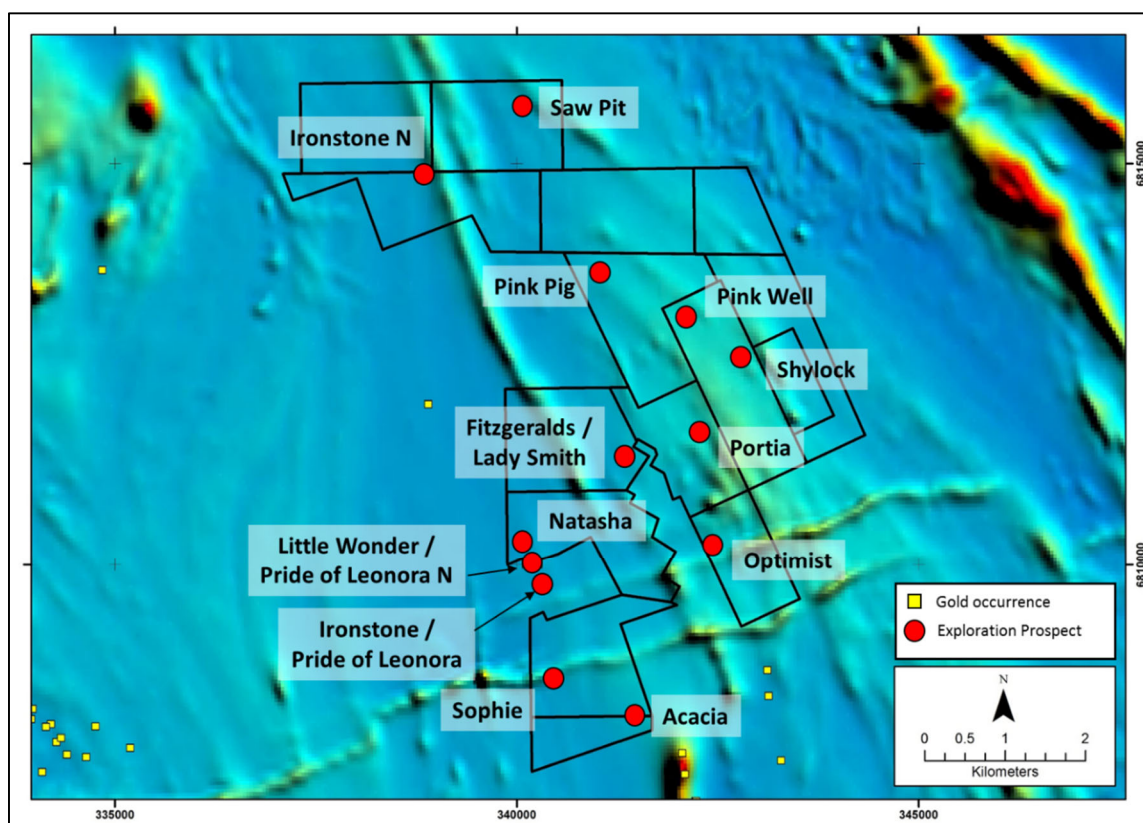 Saw Pit
Ironstone N
6815000
Pink Pig
Pink Well
Shylock
Fitzgeralds /
Lady Smith
Portia
Natasha
Little Wonder /
Pride of Leonora N
Optimist
6810000
Ironstone /
Pride of Leonora
Gold occurrence
Exploration Prospect
Sophie
Acacia
N
0 0.5 1 2
Kilometers
335000 340000 345000